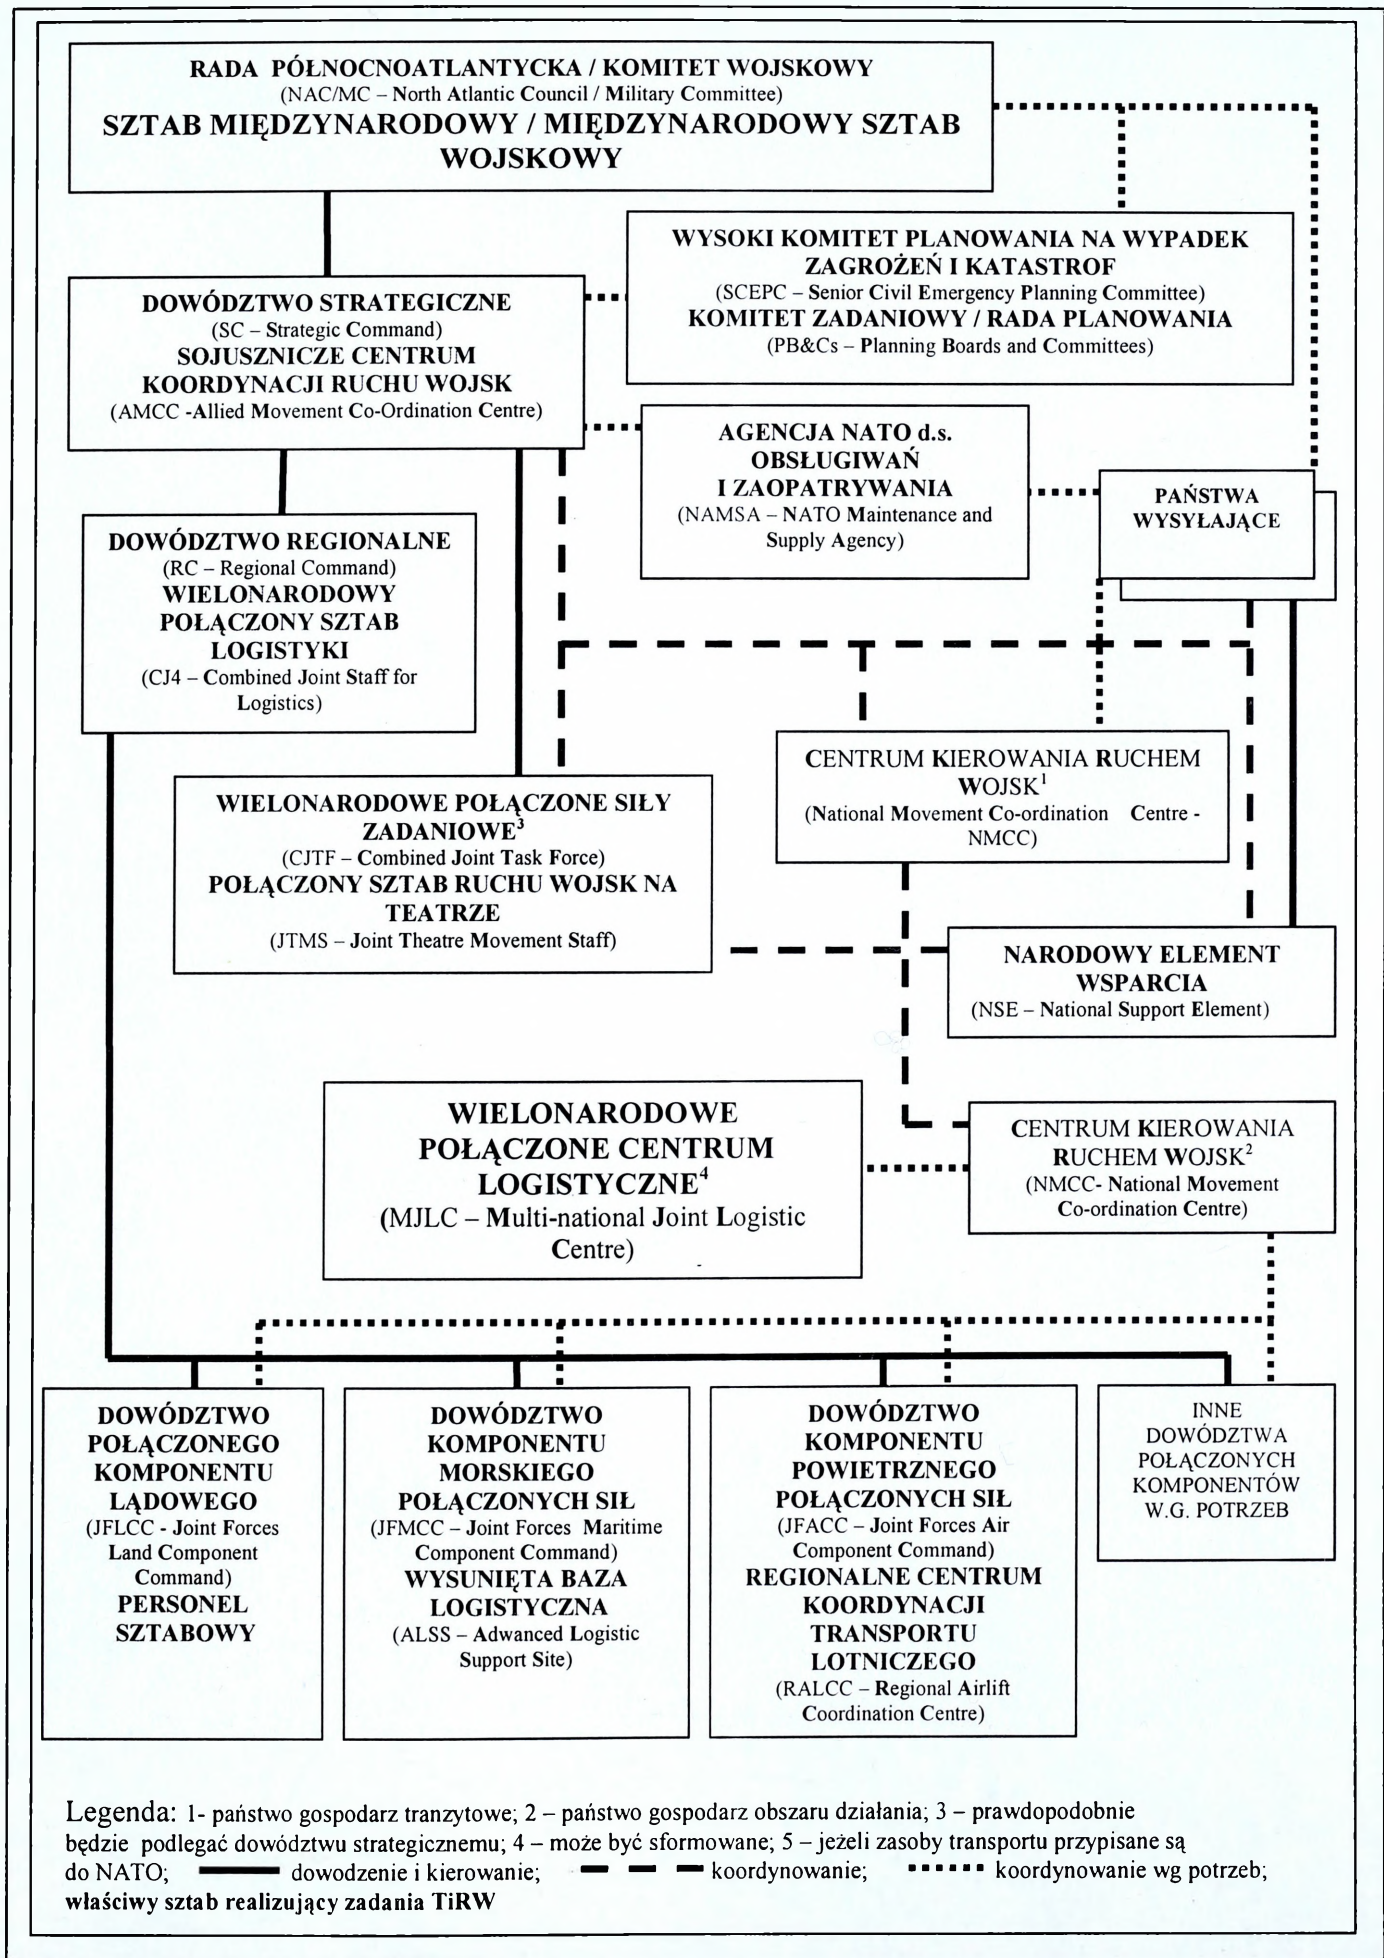 RADA PÓŁNOCNOATLANTYCKA / KOMITET WOJSKOWY
(NAC/MC – North Atlantic Council / Military Committee)
SZTAB MIĘDZYNARODOWY / MIĘDZYNARODOWY SZTAB
WOJSKOWY
WYSOKI KOMITET PLANOWANIA NA WYPADEK
ZAGROŻEŃ I KATASTROF
(SCEPC – Senior Civil Emergency Planning Committee)
KOMITET ZADANIOWY / RADA PLANOWANIA
(PB&Cs – Planning Boards and Committees)
DOWÓDZTWO STRATEGICZNE
(SC – Strategic Command)
SOJUSZNICZE CENTRUM
KOORDYNACJI RUCHU WOJSK
(AMCC -Allied Movement Co-Ordination Centre)
AGENCJA NATO d.s.
OBSŁUGIWAŃ
I ZAOPATRYWANIA
(NAMSA – NATO Maintenance and
Supply Agency)
PAŃSTWA
WYSYŁAJĄCE
DOWÓDZTWO REGIONALNE
(RC – Regional Command)
WIELONARODOWY
POŁĄCZONY SZTAB
LOGISTYKI
(CJ4 – Combined Joint Staff for
Logistics)
CENTRUM KIEROWANIA RUCHEM
WOJSK1
(National Movement Co-ordination Centre -
NMCC)
WIELONARODOWE POŁĄCZONE SIŁY
ZADANIOWE3
(CJTF – Combined Joint Task Force)
POŁĄCZONY SZTAB RUCHU WOJSK NA
TEATRZE
(JTMS – Joint Theatre Movement Staff)
NARODOWY ELEMENT
WSPARCIA
(NSE – National Support Element)
WIELONARODOWE
POŁĄCZONE CENTRUM
LOGISTYCZNE4
(MJLC – Multi-national Joint Logistic
Centre)
CENTRUM KIEROWANIA
RUCHEM WOJSK2
(NMCC- National Movement
Co-ordination Centre)
DOWÓDZTWO
POŁĄCZONEGO
KOMPONENTU
LĄDOWEGO
(JFLCC - Joint Forces
Land Component
Command)
PERSONEL
SZTABOWY
DOWÓDZTWO
KOMPONENTU
MORSKIEGO
POŁĄCZONYCH SIŁ
(JFMCC – Joint Forces Maritime
Component Command)
WYSUNIĘTA BAZA
LOGISTYCZNA
(ALSS – Adwanced Logistic
Support Site)
DOWÓDZTWO
KOMPONENTU
POWIETRZNEGO
POŁĄCZONYCH SIŁ
(JFACC – Joint Forces Air
Component Command)
REGIONALNE CENTRUM
KOORDYNACJI
TRANSPORTU
LOTNICZEGO
(RALCC – Regional Airlift
Coordination Centre)
INNE
DOWÓDZTWA
POŁĄCZONYCH
KOMPONENTÓW
W.G. POTRZEB
Legenda: 1- państwo gospodarz tranzytowe; 2 – państwo gospodarz obszaru działania; 3 – prawdopodobnie
będzie podlegać dowództwu strategicznemu; 4 – może być sformowane; 5 – jeżeli zasoby transportu przypisane są
do NATO; dowodzenie i kierowanie; koordynowanie; koordynowanie wg potrzeb;
właściwy sztab realizujący zadania TiRW